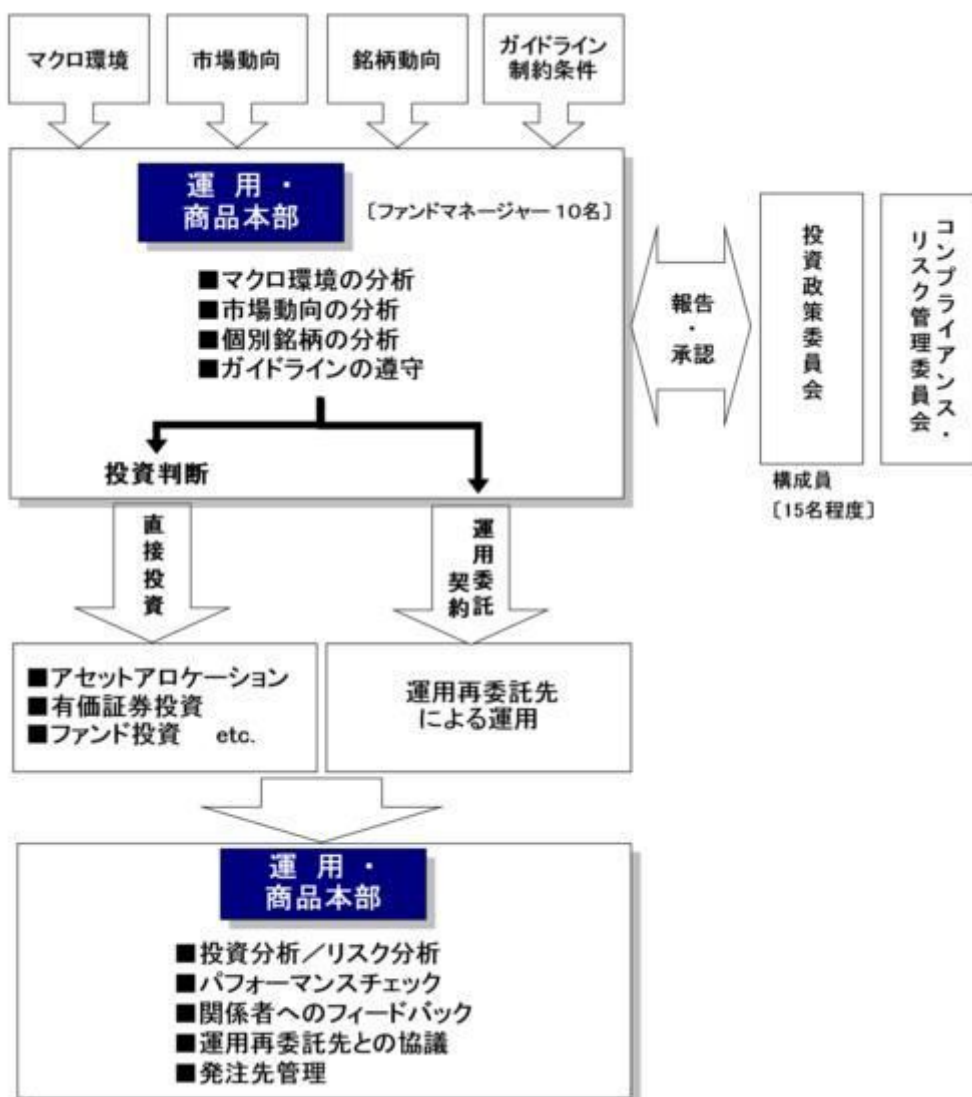 マクロ環境
市場動向
銘柄動向
ガイドライン
制約条件
運 用 ・
商品本部
〔ファンドマネージャー 10名〕
■マクロ環境の分析
■市場動向の分析
■個別銘柄の分析
■ガイドラインの遵守
投資判断
報告
・
承認
投資政策委員会
コンプライアンス・
リスク管理委員会
構成員
〔15名程度〕
直接投資
運用委託
契約
■アセットアロケーション
■有価証券投資
■ファンド投資 etc.
運用再委託先
による運用
運 用 ・
商品本部
■投資分析／リスク分析
■パフォーマンスチェック
■関係者へのフィードバック
■運用再委託先との協議
■発注先管理